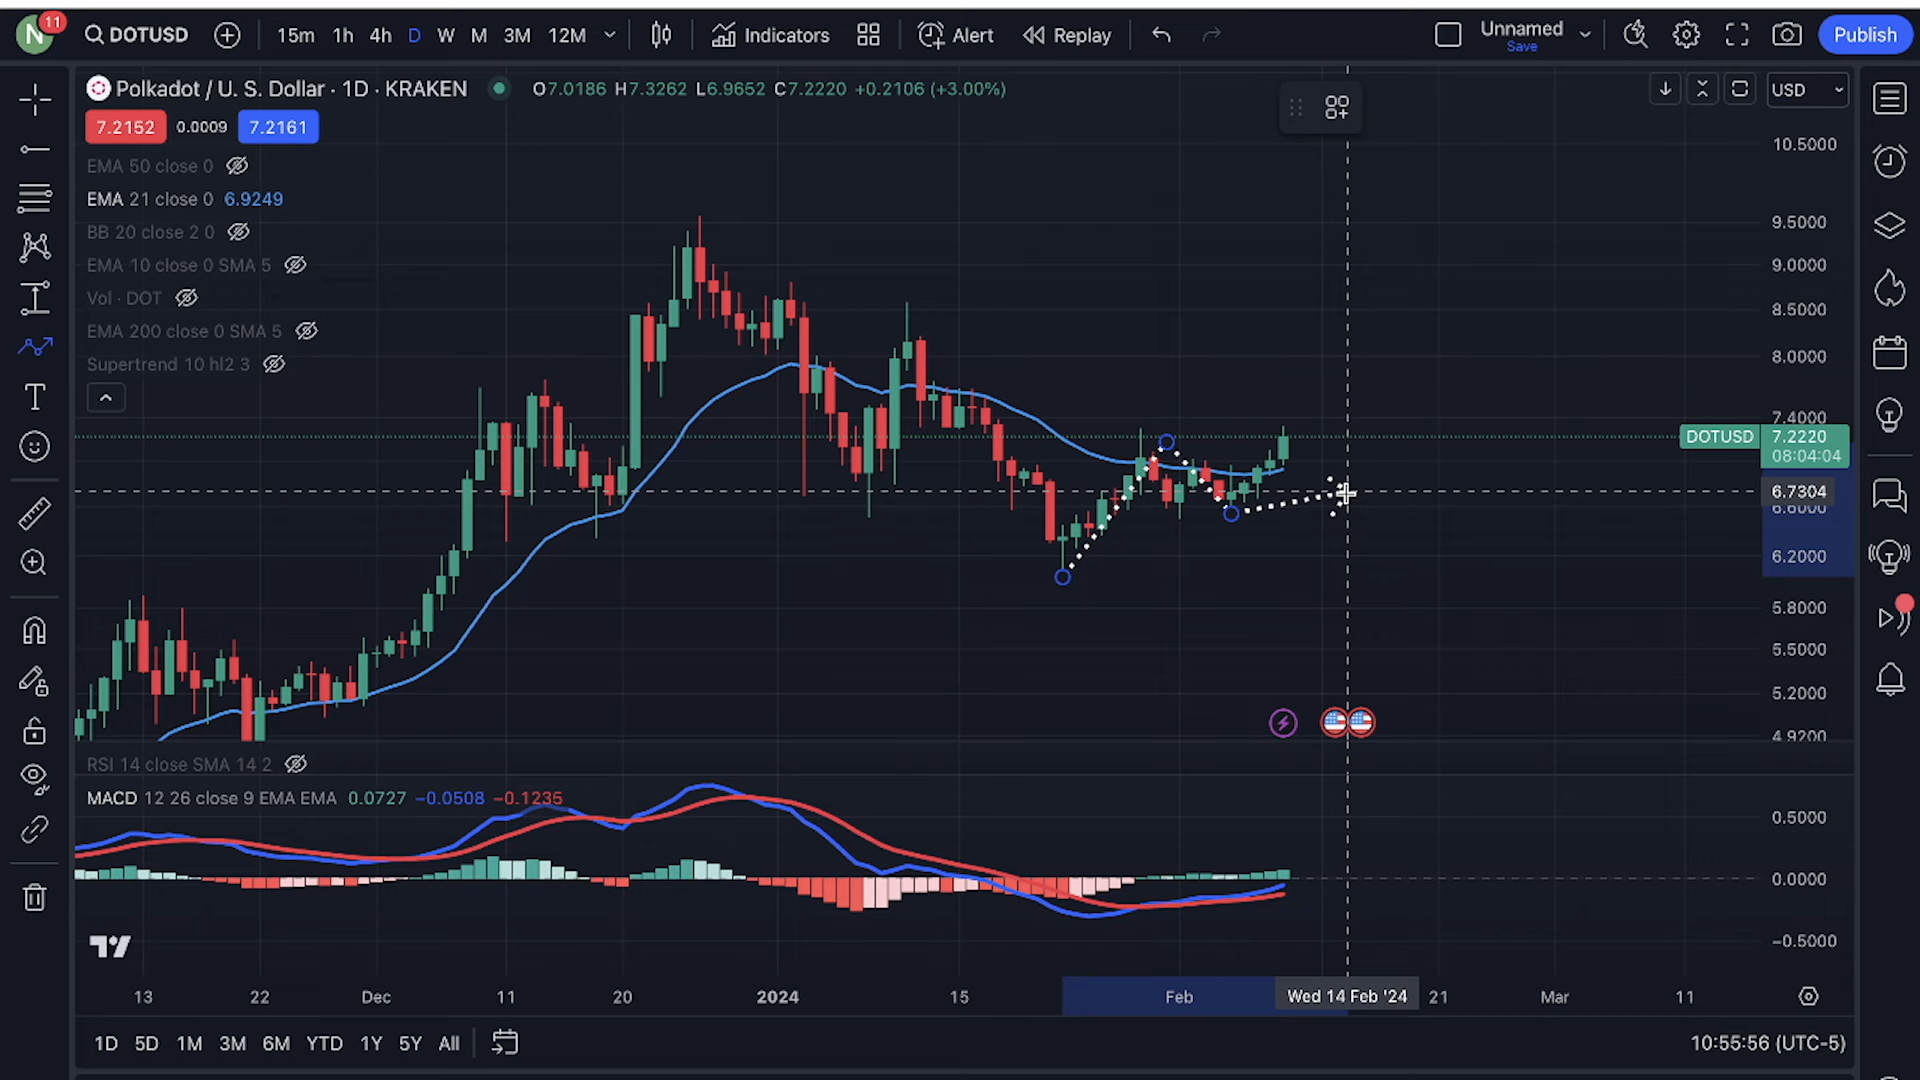 N 11 DOTUSD 15m 1h 4h D W M 3M 12M Indicators Alert Replay Unnamed Save Publish
Polkadot / U. S. Dollar · 1D · KRAKEN O7.0186 H7.3262 L6.9652 C7.2220 +0.2106 (+3.00%) USD
7.2152 0.0009 7.2161
EMA 50 close 0
EMA 21 close 0 6.9249
BB 20 close 2 0
EMA 10 close 0 SMA 5
Vol · DOT
EMA 200 close 0 SMA 5
Supertrend 10 hl2 3
10.5000
9.5000
9.0000
8.5000
8.0000
7.4000
DOTUSD 7.2220
08:04:04
6.7304
6.6000
6.2000
5.8000
5.5000
5.2000
4.9200
RSI 14 close SMA 14 2
MACD 12 26 close 9 EMA EMA 0.0727 −0.0508 −0.1235
0.5000
0.0000
−0.5000
13 22 Dec 11 20 2024 15 Feb Wed 14 Feb '24 21 Mar 11
1D 5D 1M 3M 6M YTD 1Y 5Y All 10:55:56 (UTC-5)